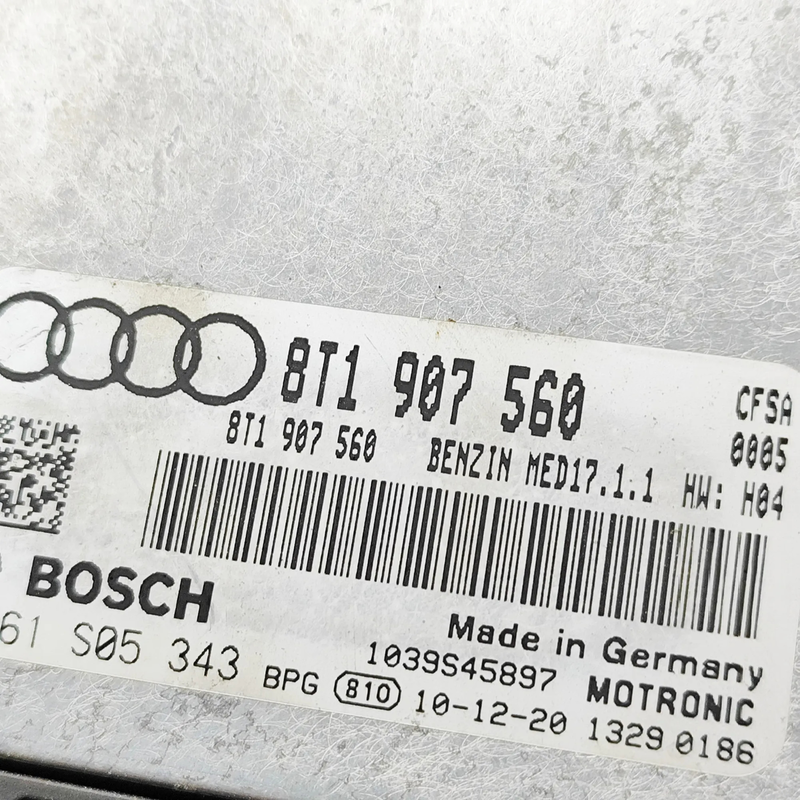 8T1 907 560
CFSA
0005
8T1 907 560 BENZIN MED17.1.1 HW: H04
BOSCH
Made in Germany
61 S05 343 BPG 810 1039S45897 MOTRONIC
10-12-20 1329 0186